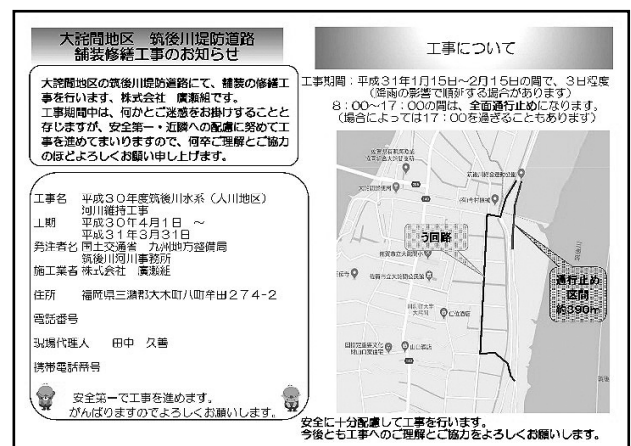 大詫間地区　筑後川堤防道路
舗装修繕工事のお知らせ
大詫間地区の筑後川堤防道路にて、舗装の修繕工
事を行います、株式会社　廣瀬組です。
工事期間中は、何かとご迷惑をお掛けすることと
存じますが、安全第一・近隣への配慮に努めて工
事を進めてまいりますので、何卒ご理解とご協力
のほどよろしくお願い申し上げます。
工事名　平成30年度筑後川水系（人川地区）
河川維持工事
工期　平成30年4月1日　～
平成31年3月31日
発注者名 国土交通省　九州地方整備局
筑後川河川事務所
施工業者 株式会社　廣瀬組
住所　福岡県三潴郡大木町八町牟田274-2
電話番号
現場代理人　田中　久善
携帯電話番号
安全第一で工事を進めます。
がんばりますのでよろしくお願いします。
工事について
工事期間：平成31年1月15日～2月15日の間で、3日程度
（降雨の影響で順延する場合があります）
8：00～17：00の間は、全面通行止めになります。
（場合によっては17：00を過ぎることもあります）
う回路
通行止め
区間
約390m
安全に十分配慮して工事を行います。
今後とも工事へのご理解とご協力をよろしくお願いします。